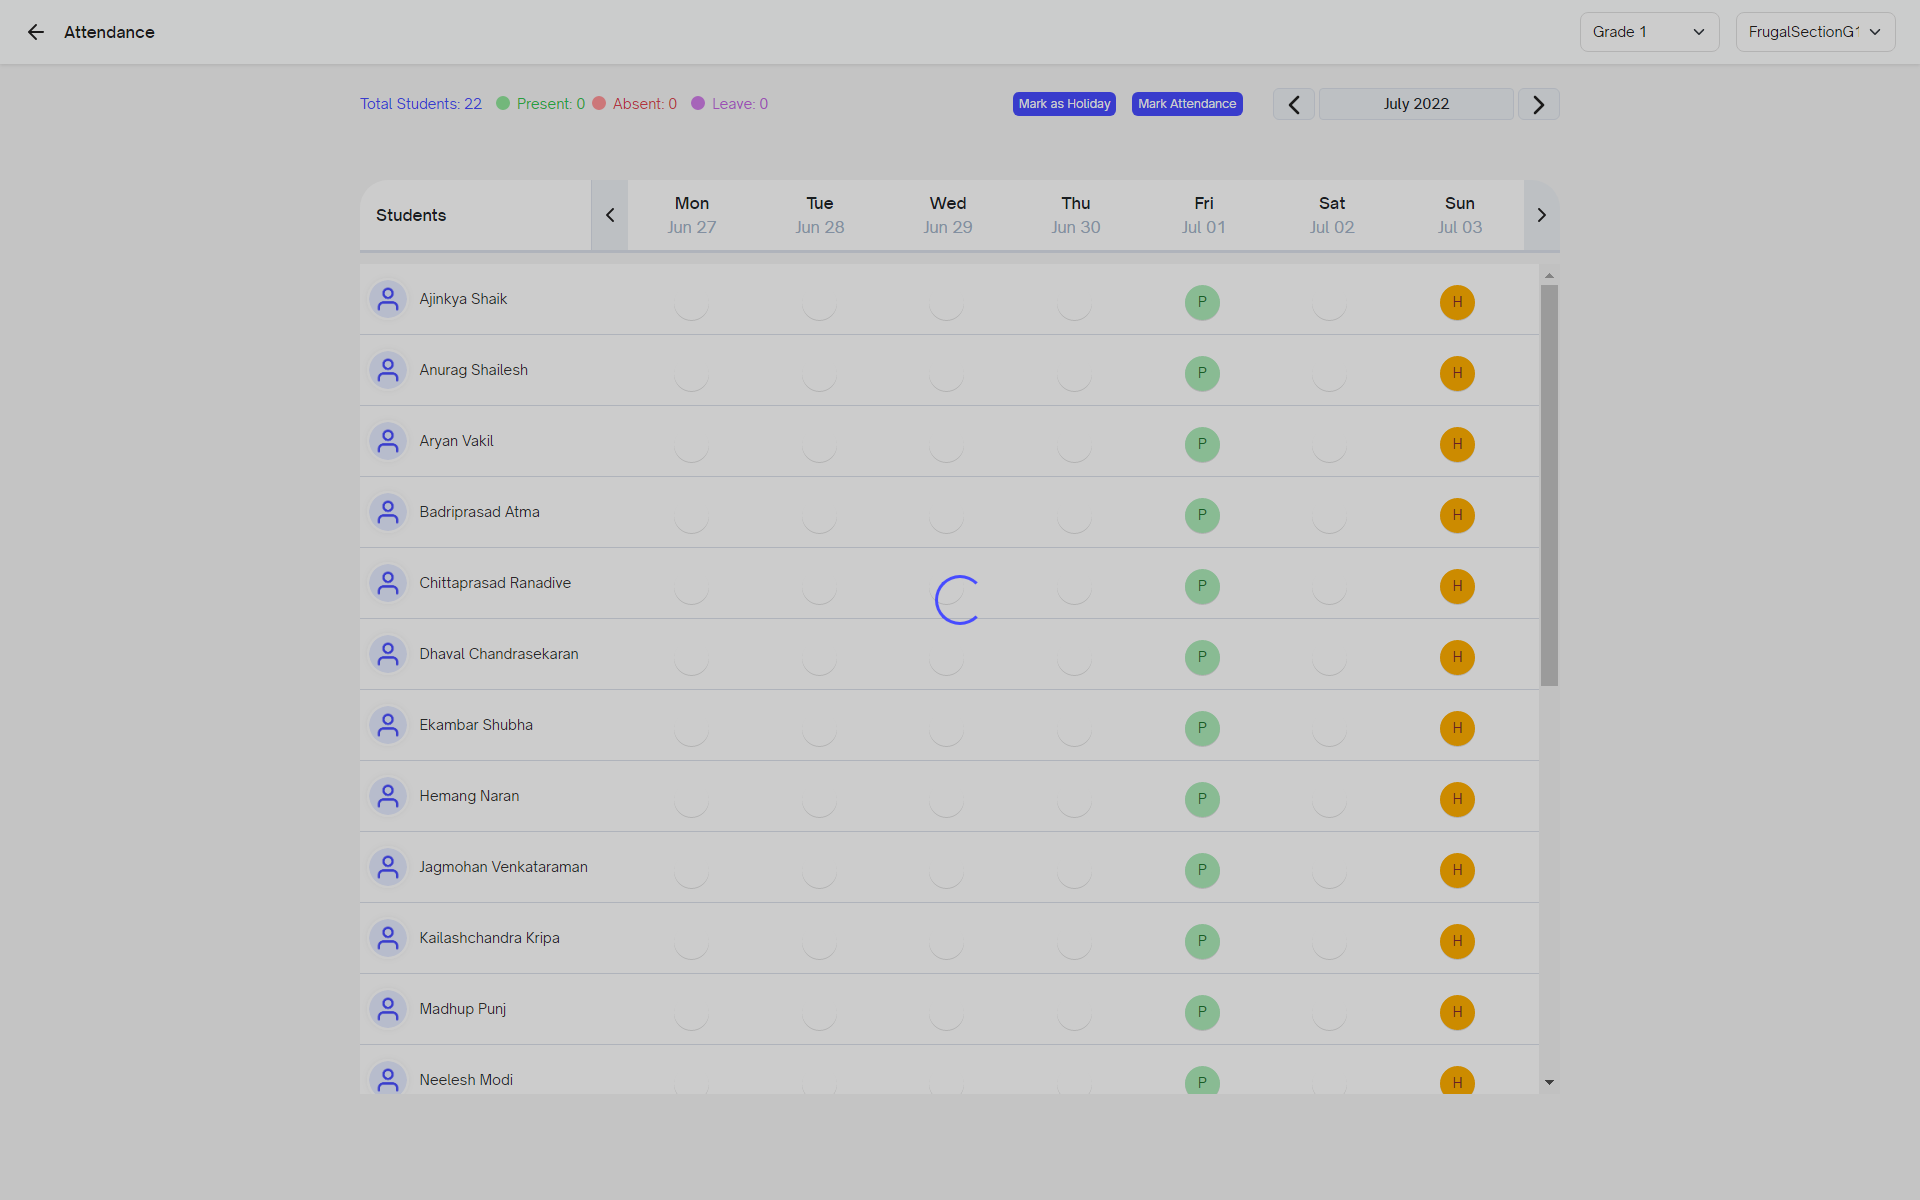 Attendance
Grade 1
FrugalSectionG1
Total Students: 22 Present: 0 Absent: 0 Leave: 0
Mark as Holiday Mark Attendance July 2022
Students
Mon Tue Wed Thu Fri Sat Sun
Jun 27 Jun 28 Jun 29 Jun 30 Jul 01 Jul 02 Jul 03
Ajinkya Shaik P H
Anurag Shailesh P H
Aryan Vakil P H
Badriprasad Atma P H
Chittaprasad Ranadive P H
Dhaval Chandrasekaran P H
Ekambar Shubha P H
Hemang Naran P H
Jagmohan Venkataraman P H
Kailashchandra Kripa P H
Madhup Punj P H
Neelesh Modi P H